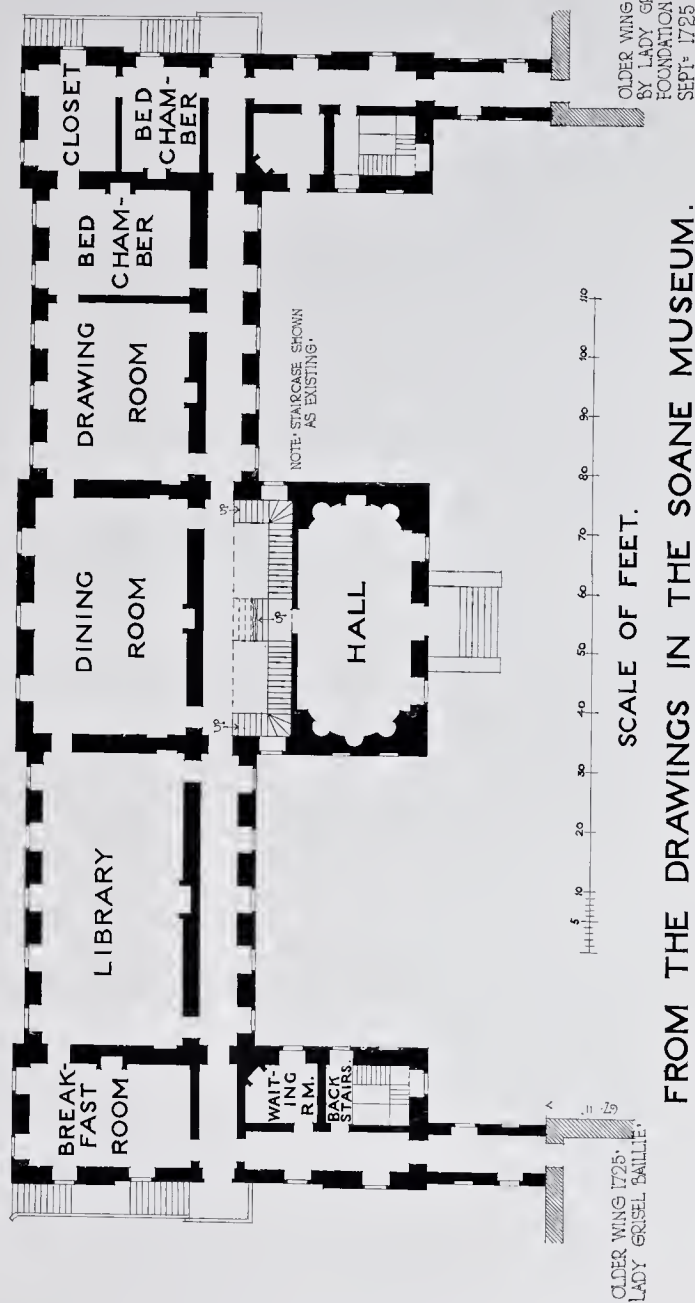 BREAK-
FAST
ROOM
LIBRARY
DINING
ROOM
DRAWING
ROOM
BED
CHAM-
BER
CLOSET
BED
CHAM-
BER
WAIT-
ING
RM.
BACK
STAIRS.
UP
UP
UP
HALL
NOTE: STAIRCASE SHOWN
AS EXISTING.
OLDER WING 1725.
LADY GRISEL BAILLIE.
OLDER WING
BY LADY
FOUNDATION
SEPT: 1725
5 10 20 30 40 50 60 70 80 90 100 110
SCALE OF FEET.
FROM THE DRAWINGS IN THE SOANE MUSEUM.